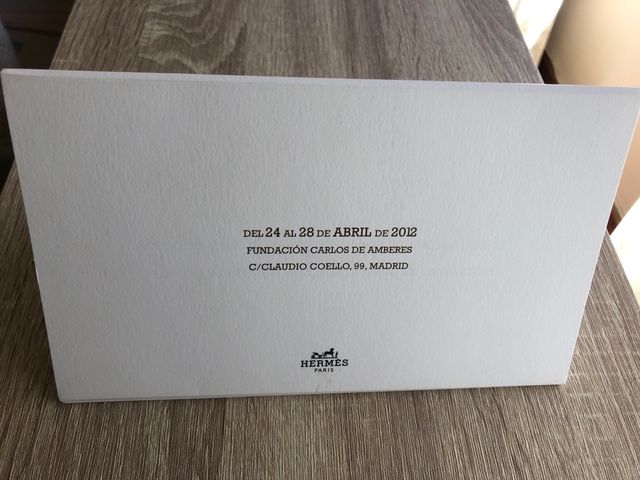 DEL 24 AL 28 DE ABRIL DE 2012
FUNDACIÓN CARLOS DE AMBERES
C/CLAUDIO COELLO, 99, MADRID
HERMÈS
PARIS